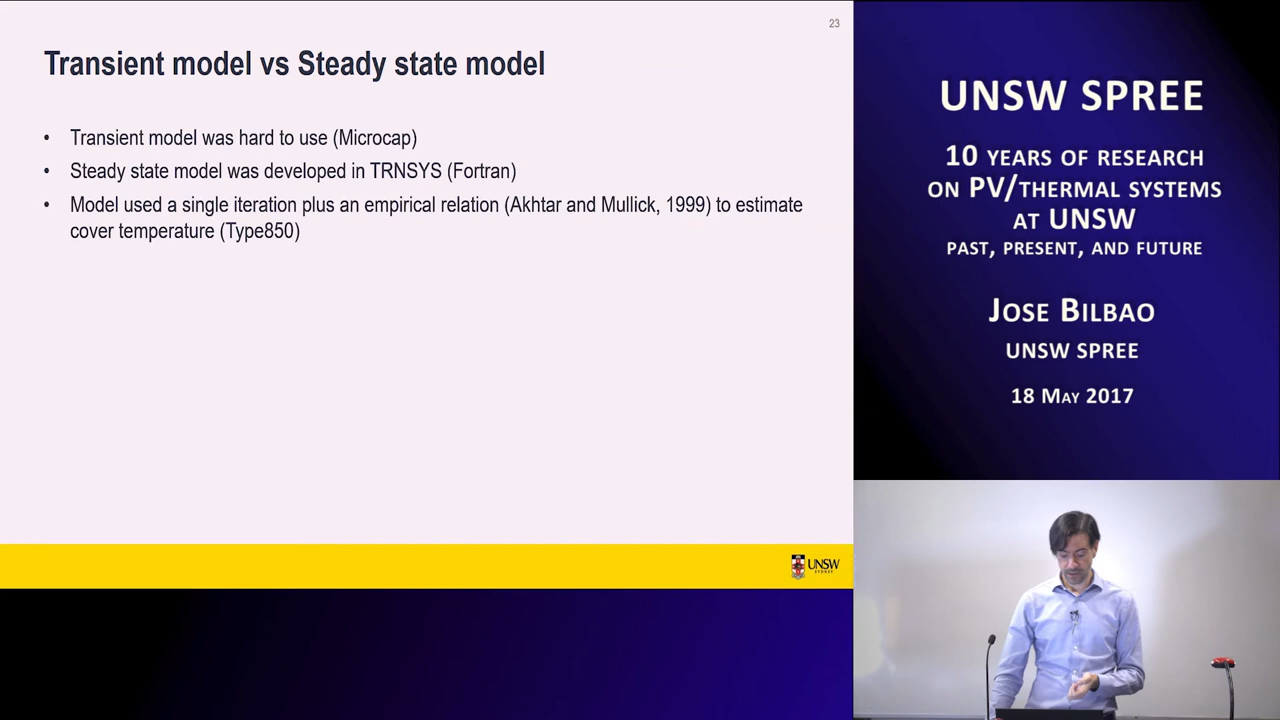 23
Transient model vs Steady state model
• Transient model was hard to use (Microcap)
• Steady state model was developed in TRNSYS (Fortran)
• Model used a single iteration plus an empirical relation (Akhtar and Mullick, 1999) to estimate
cover temperature (Type850)
UNSW
SYDNEY
UNSW SPREE
10 YEARS OF RESEARCH
ON PV/THERMAL SYSTEMS
AT UNSW
PAST, PRESENT, AND FUTURE
JOSE BILBAO
UNSW SPREE
18 MAY 2017